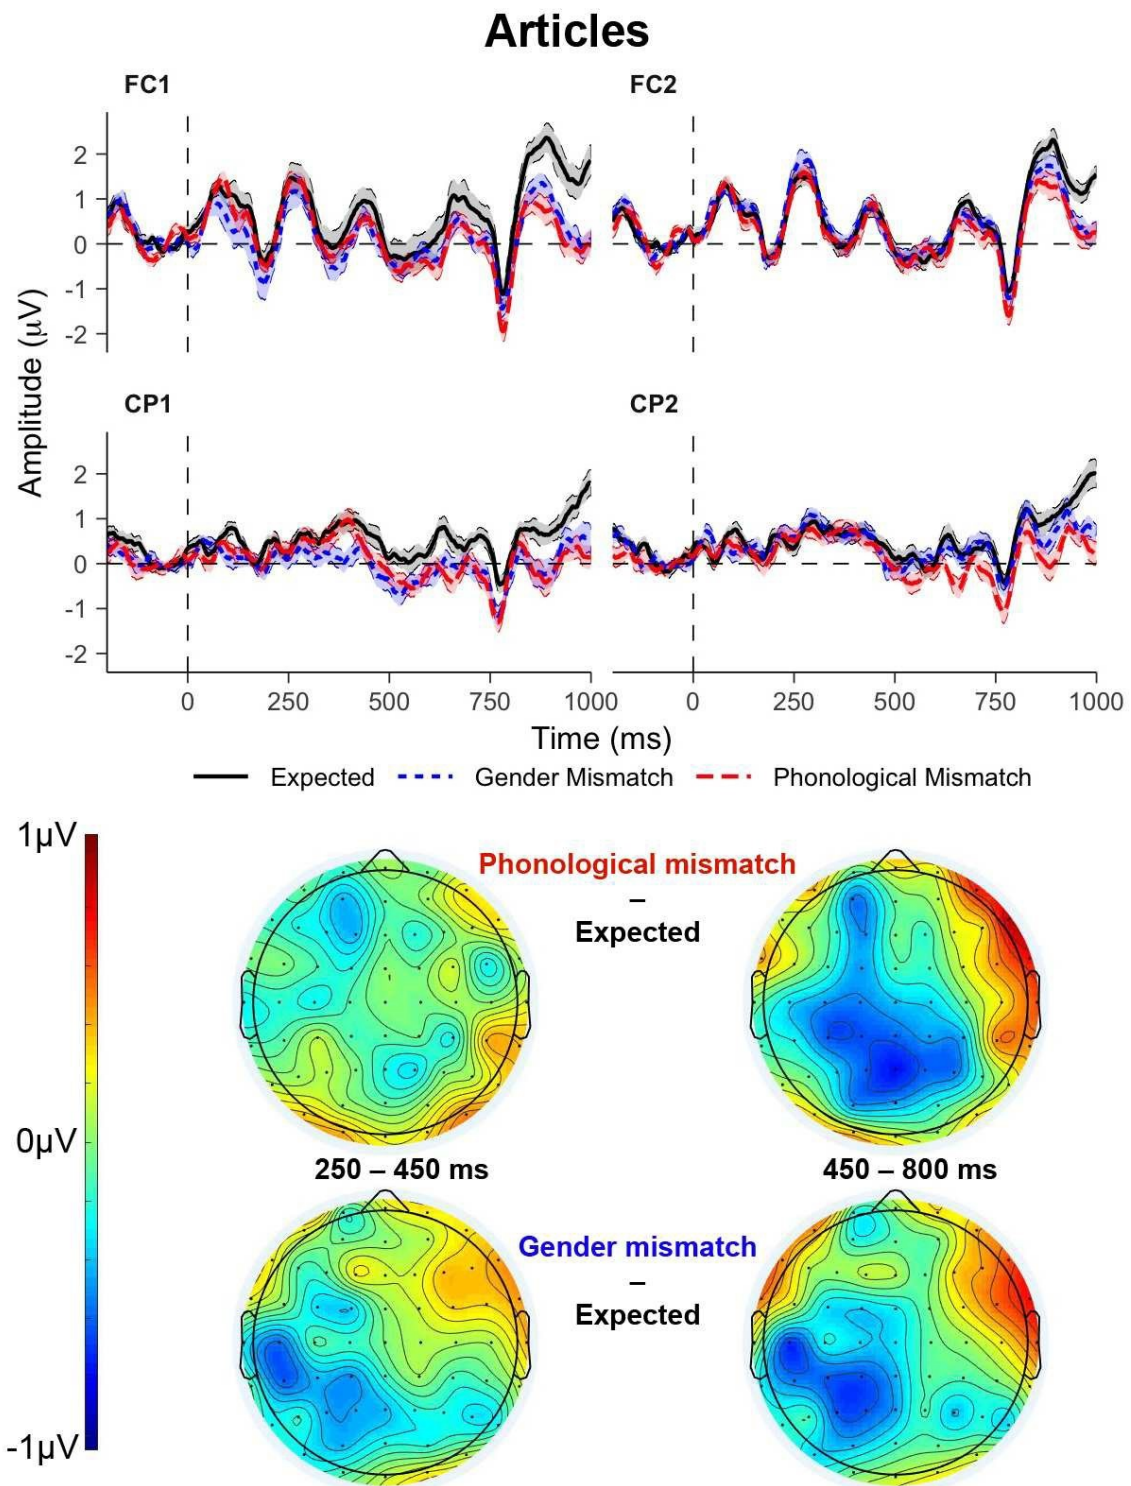 Articles
FC1
FC2
2
1
0
-1
-2
CP1
CP2
2
1
0
-1
-2
Amplitude (µV)
0 250 500 750 1000 0 250 500 750 1000
Time (ms)
Expected Gender Mismatch Phonological Mismatch
1µV
0µV
-1µV
Phonological mismatch
–
Expected
250 – 450 ms 450 – 800 ms
Gender mismatch
–
Expected